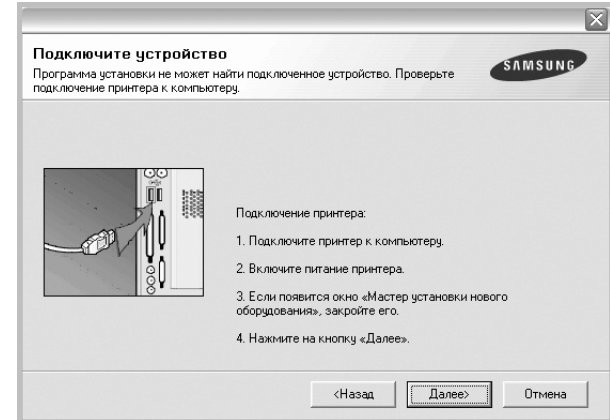 Подключите устройство
Программа установки не может найти подключенное устройство. Проверьте
подключение принтера к компьютеру.
SAMSUNG
Подключение принтера:
1. Подключите принтер к компьютеру.
2. Включите питание принтера.
3. Если появится окно «Мастер установки нового
оборудования», закройте его.
4. Нажмите на кнопку «Далее».
<Назад
Далее>
Отмена